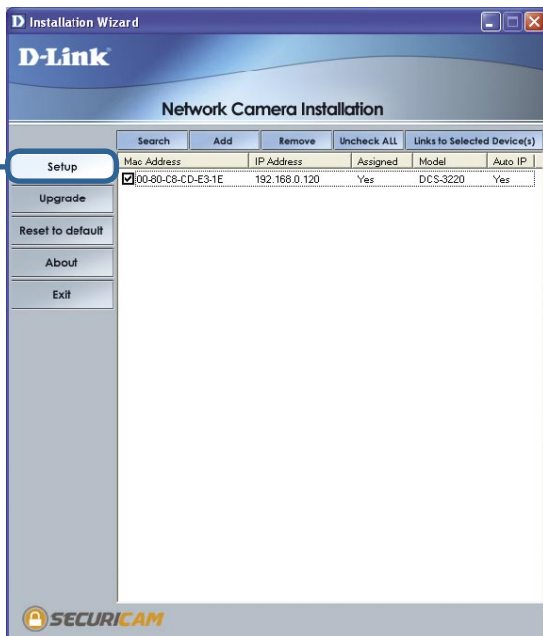 D Installation Wizard
D-Link
Network Camera Installation
Search Add Remove Uncheck ALL Links to Selected Device(s)
Mac Address IP Address Assigned Model Auto IP
00-80-C8-CD-E3-1E 192.168.0.120 Yes DCS-3220 Yes
Setup
Upgrade
Reset to default
About
Exit
SECURICAM